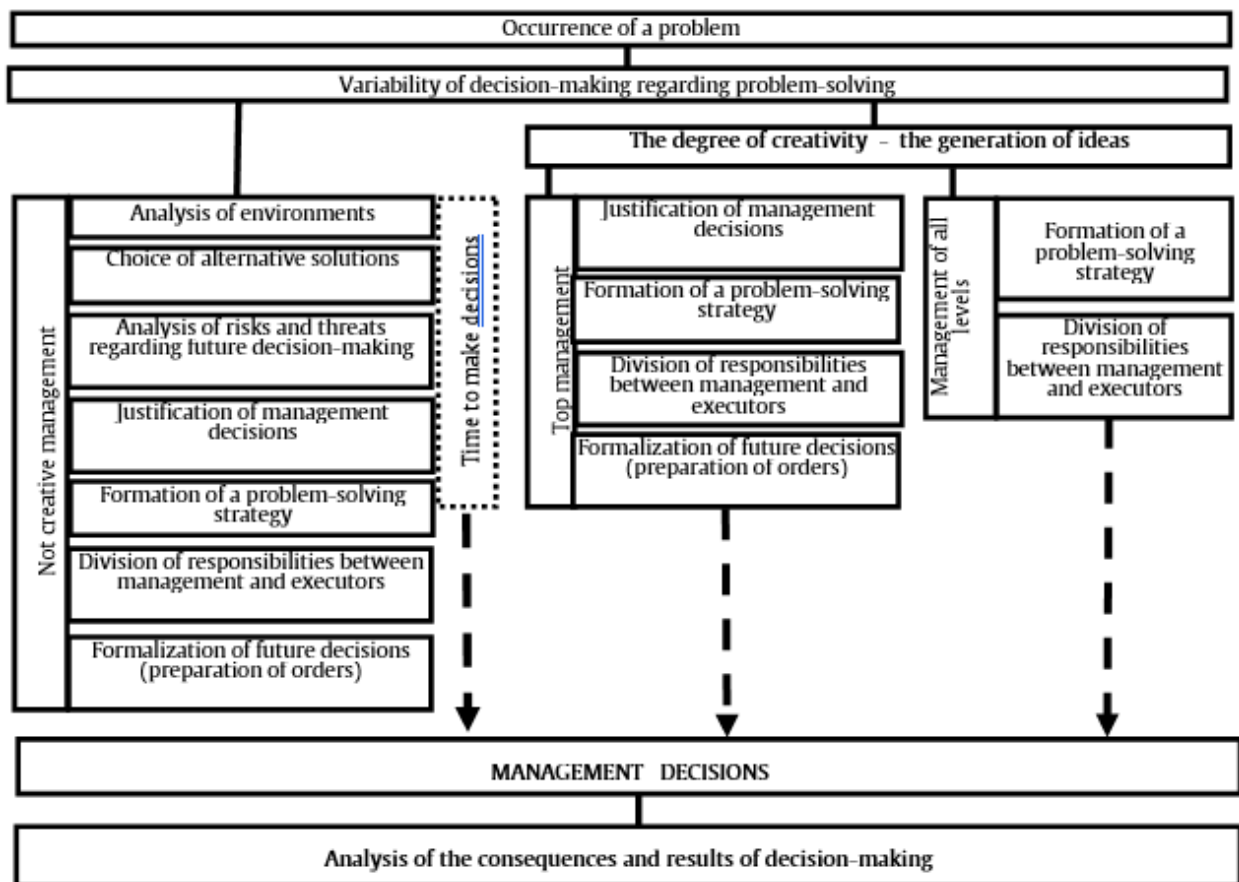 Occurrence of a problem
Variability of decision-making regarding problem-solving
The degree of creativity - the generation of ideas
Not creative management
Analysis of environments
Choice of alternative solutions
Analysis of risks and threats
regarding future decision-making
Justification of management
decisions
Formation of a problem-solving
strategy
Division of responsibilities between
management and executors
Formalization of future decisions
(preparation of orders)
Time to make decisions
Top management
Justification of management
decisions
Formation of a problem-solving
strategy
Division of responsibilities
between management and
executors
Formalization of future decisions
(preparation of orders)
Management of all
levels
Formation of a
problem-solving
strategy
Division of
responsibilities
between management
and executors
MANAGEMENT DECISIONS
Analysis of the consequences and results of decision-making